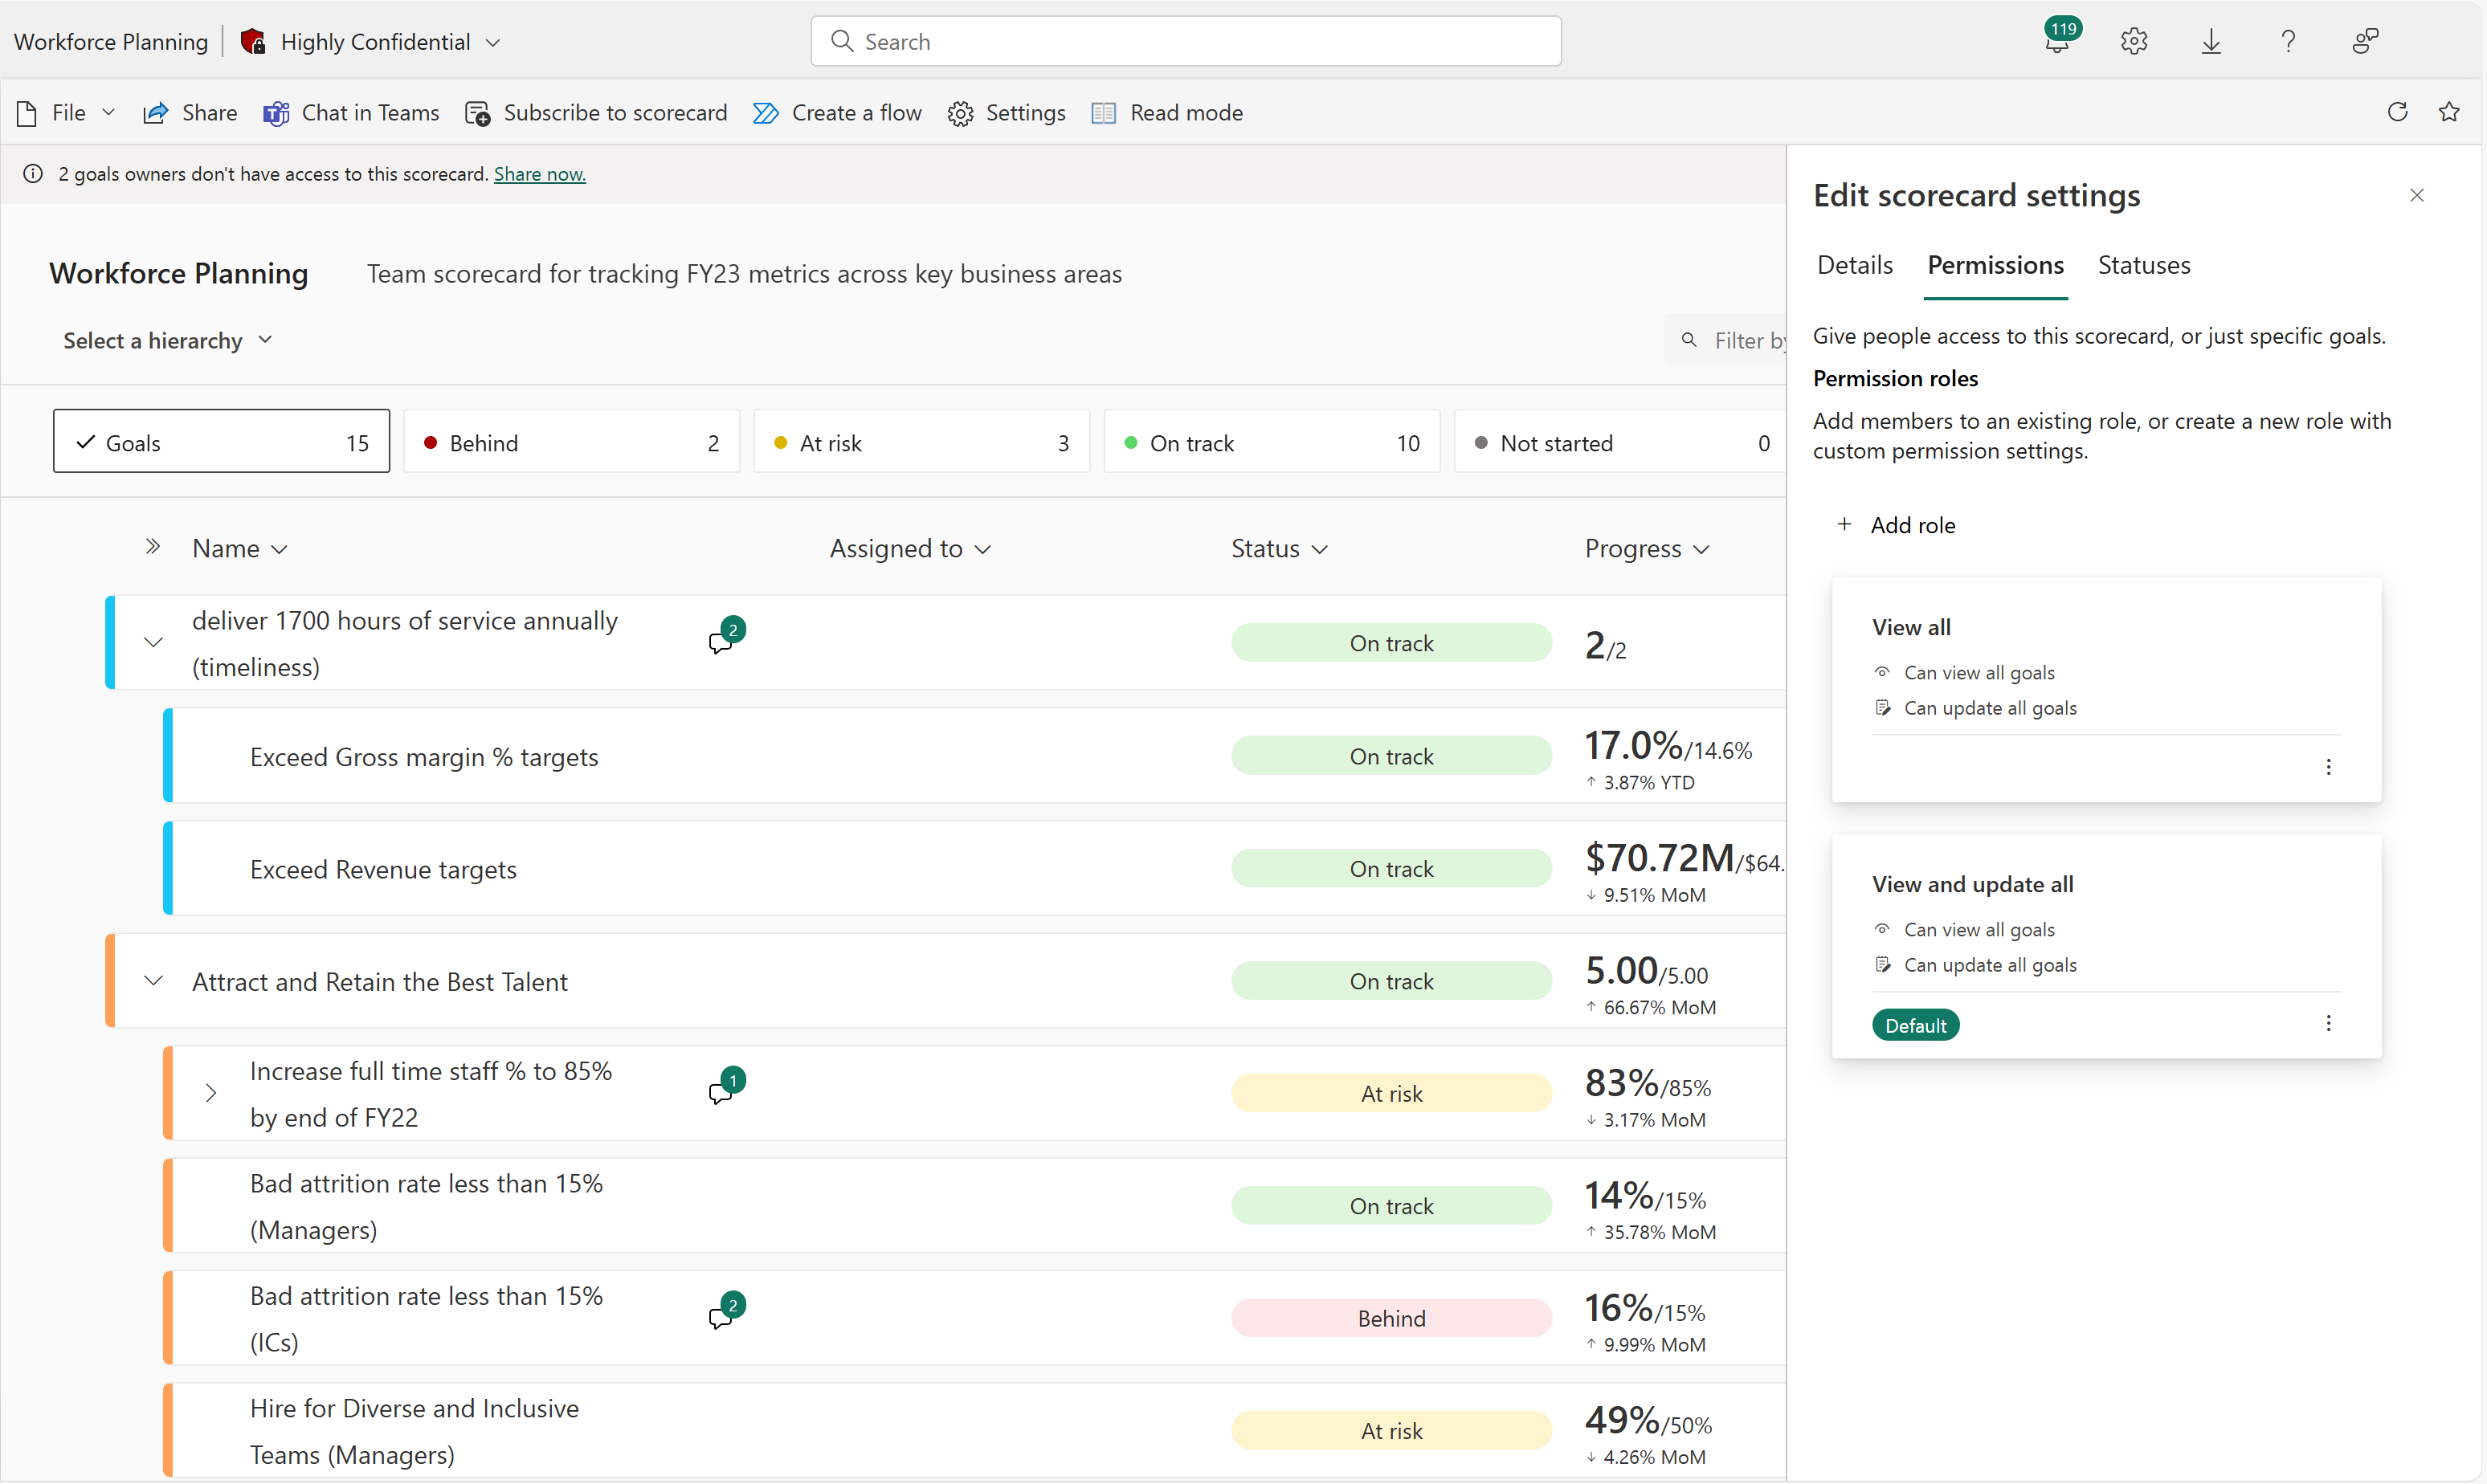 Workforce Planning
Highly Confidential
Search
119
File
Share
Chat in Teams
Subscribe to scorecard
Create a flow
Settings
Read mode
2 goals owners don't have access to this scorecard. Share now.
Workforce Planning
Team scorecard for tracking FY23 metrics across key business areas
Select a hierarchy
Filter by
Goals 15
Behind 2
At risk 3
On track 10
Not started 0
Name
Assigned to
Status
Progress
deliver 1700 hours of service annually
(timeliness)
2
On track
2/2
Exceed Gross margin % targets
On track
17.0%/14.6%
↑ 3.87% YTD
Exceed Revenue targets
On track
$70.72M/$64.
↓ 9.51% MoM
Attract and Retain the Best Talent
On track
5.00/5.00
↑ 66.67% MoM
Increase full time staff % to 85%
by end of FY22
1
At risk
83%/85%
↓ 3.17% MoM
Bad attrition rate less than 15%
(Managers)
On track
14%/15%
↑ 35.78% MoM
Bad attrition rate less than 15%
(ICs)
2
Behind
16%/15%
↑ 9.99% MoM
Hire for Diverse and Inclusive
Teams (Managers)
At risk
49%/50%
↓ 4.26% MoM
Edit scorecard settings
Details
Permissions
Statuses
Give people access to this scorecard, or just specific goals.
Permission roles
Add members to an existing role, or create a new role with
custom permission settings.
+ Add role
View all
Can view all goals
Can update all goals
View and update all
Can view all goals
Can update all goals
Default